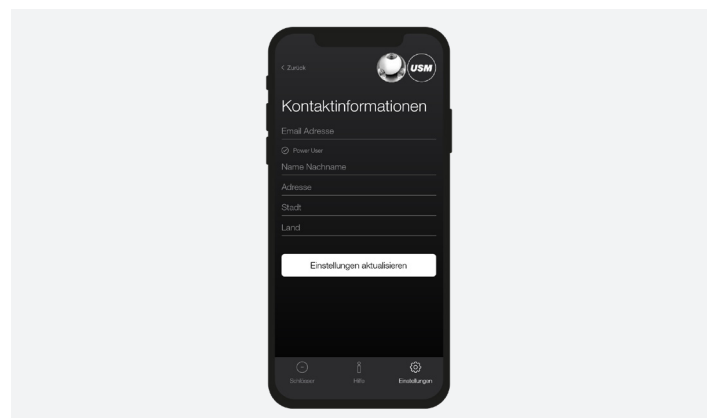 < Zurück
USM
Kontaktinformationen
Email Adresse
Power User
Name Nachname
Adresse
Stadt
Land
Einstellungen aktualisieren
Schlösser
Hilfe
Einstellungen